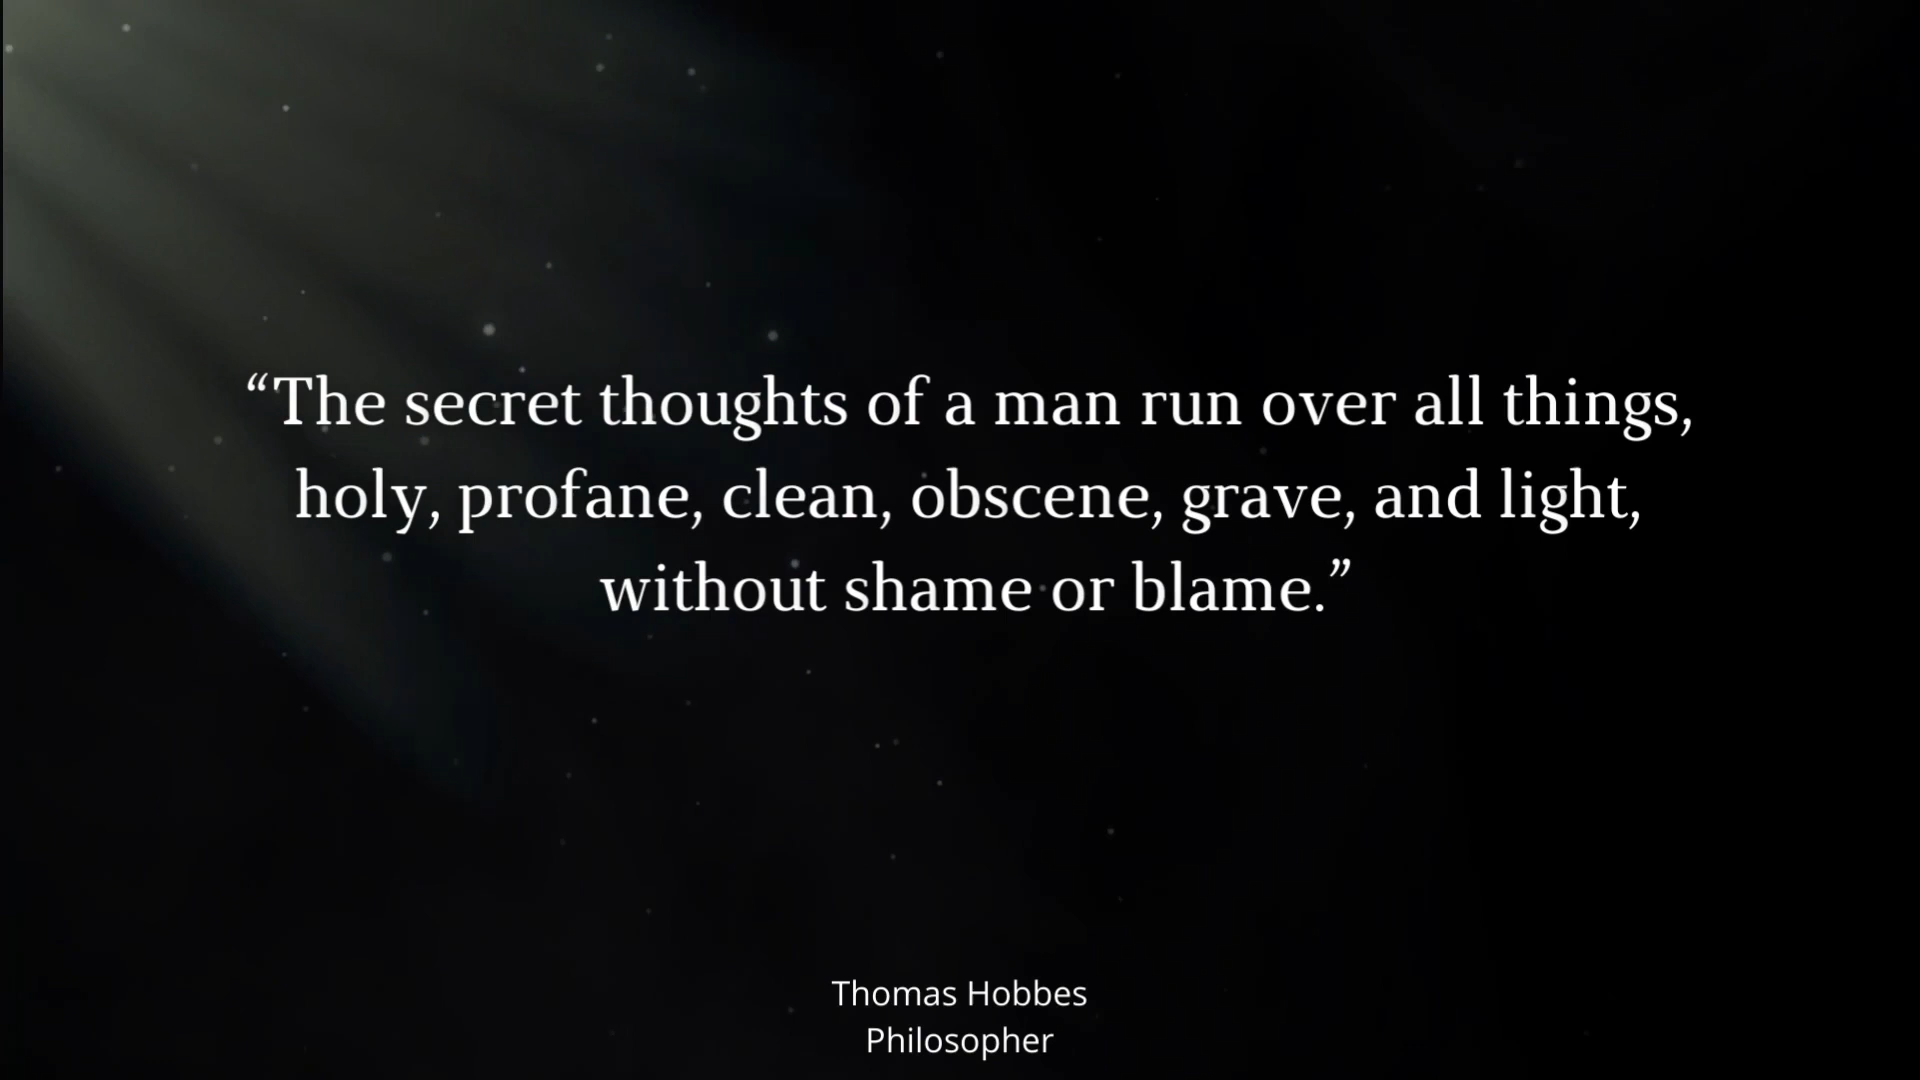 “The secret thoughts of a man run over all things,
holy, profane, clean, obscene, grave, and light,
without shame or blame.”
Thomas Hobbes
Philosopher